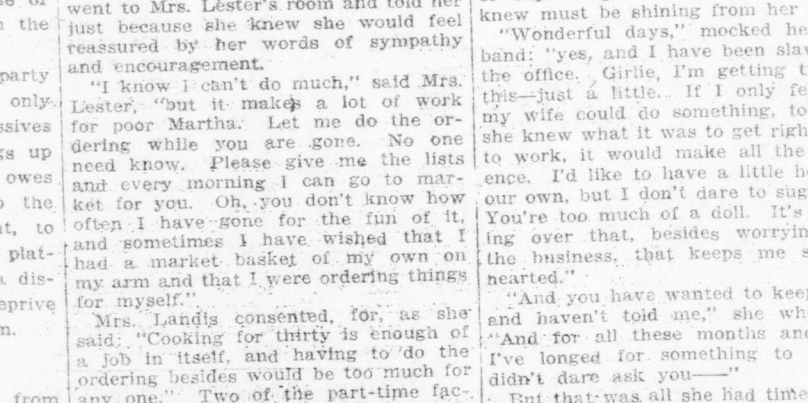 the
party
only
ssives
gs up
owes
the
to
plat-
dis-
eprive
from
went to Mrs. Lester's room and told her
just because she knew she would feel
reassured by her words of sympathy
and encouragement.
"I know I can't do much," said Mrs.
Lester, "but it makes a lot of work
for poor Martha. Let me do the or-
dering while you are gone. No one
need know. Please give me the lists
and every morning I can go to mar-
ket for you. Oh, you don't know how
often I have gone for the fun of it,
and sometimes I have wished that I
had a market basket of my own on
my arm and that I were ordering things
for myself."
Mrs. Landis consented, for, as she
said: "Cooking for thirty is enough of
a job in itself, and having to do the
ordering besides would be too much for
any one." Two of the part-time fac-
knew must be shining from her
"Wonderful days," mocked he
band: "yes, and I have been slav
the office. Girlie, I'm getting t
this—just a little. If I only fe
my wife could do something, to
she knew what it was to get right
to work, it would make all the
ence. I'd like to have a little h
our own, but I don't dare to sug
You're too much of a doll. It's
ing over that, besides worryin
the business, that keeps me s
hearted."
"And you have wanted to keep
and haven't told me," she wh
"And for all these months an
I've longed for something to
didn't dare ask you——"
But that was all she had time